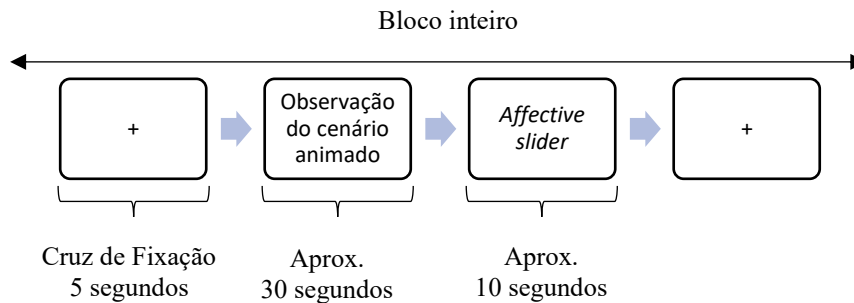 Bloco inteiro
+
Observação
do cenário
animado
Affective
slider
+
Cruz de Fixação
5 segundos
Aprox.
30 segundos
Aprox.
10 segundos